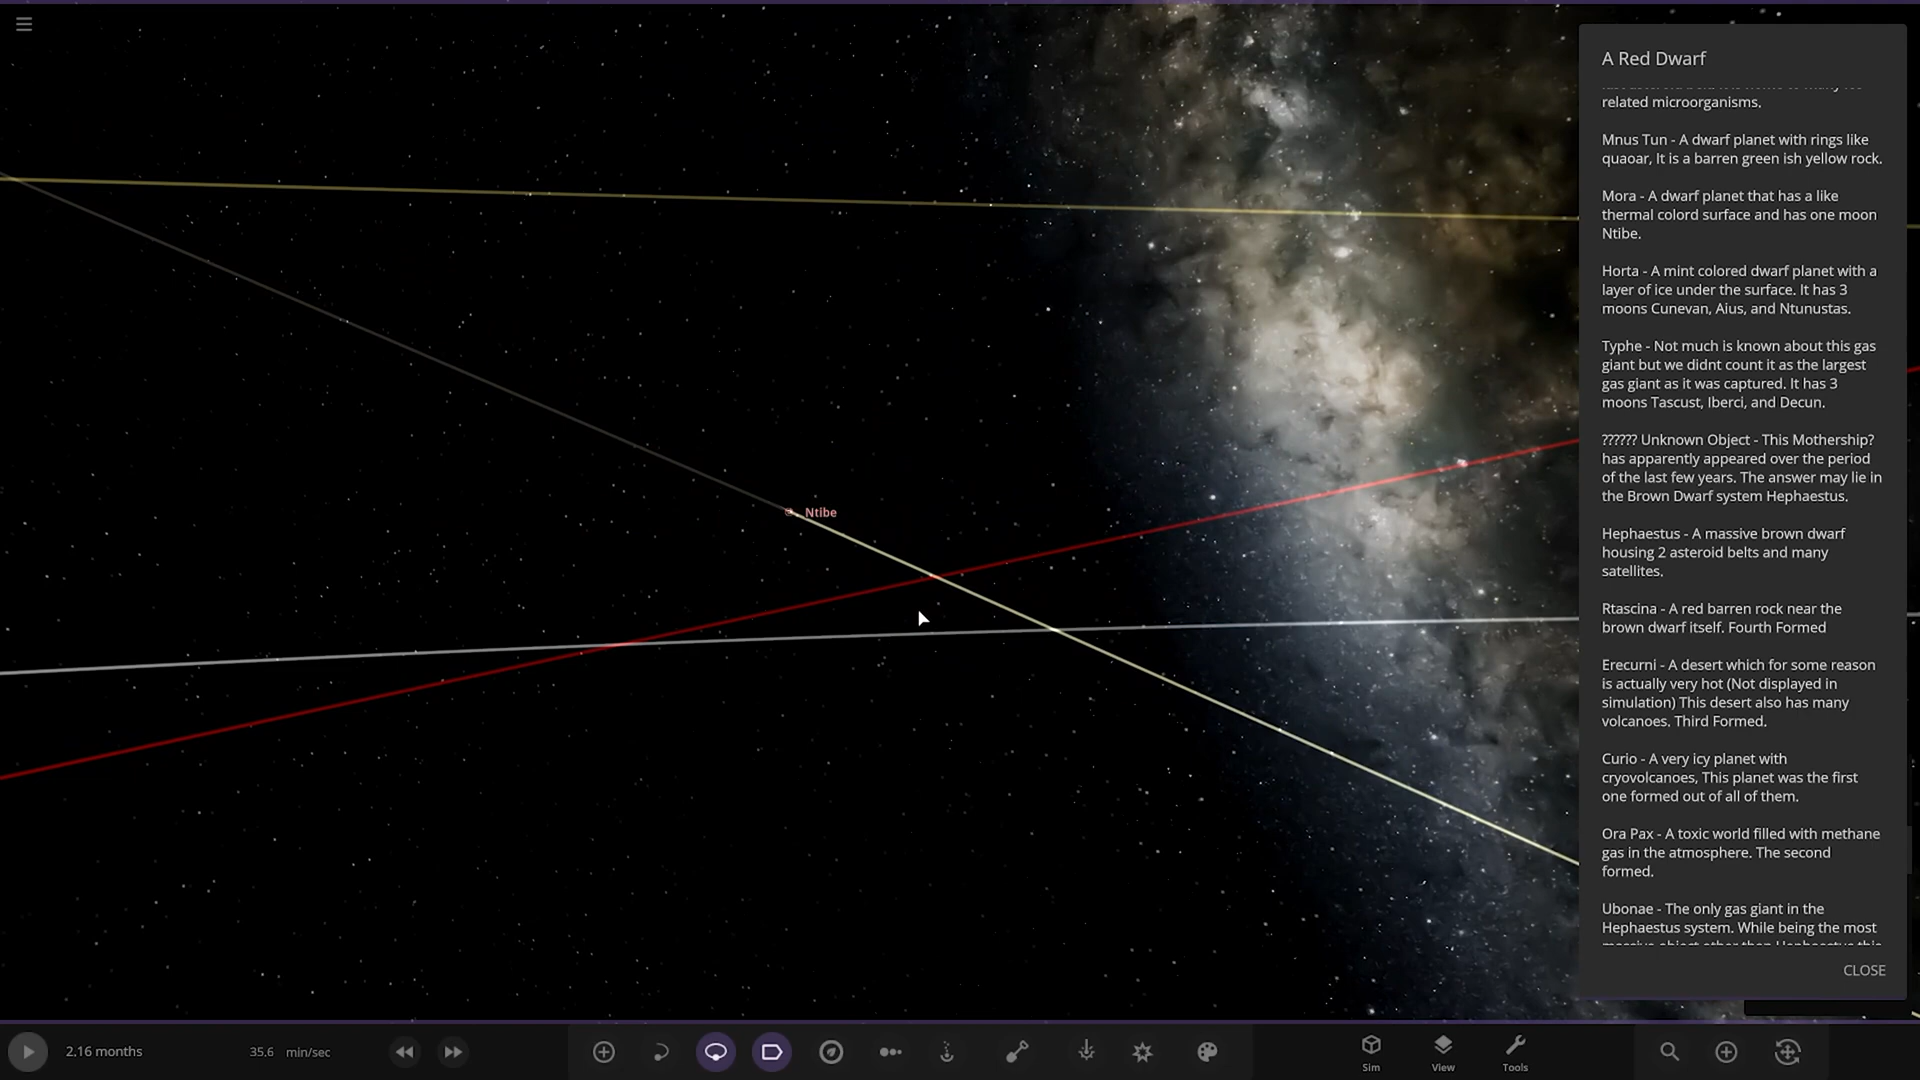 A Red Dwarf
related microorganisms.
Mnus Tun - A dwarf planet with rings like
quaoar, It is a barren green ish yellow rock.
Mora - A dwarf planet that has a like
thermal colord surface and has one moon
Ntibe.
Horta - A mint colored dwarf planet with a
layer of ice under the surface. It has 3
moons Cunevan, Aius, and Ntunustas.
Typhe - Not much is known about this gas
giant but we didnt count it as the largest
gas giant as it was captured. It has 3
moons Tascust, Iberci, and Decun.
?????? Unknown Object - This Mothership?
has apparently appeared over the period
of the last few years. The answer may lie in
the Brown Dwarf system Hephaestus.
Hephaestus - A massive brown dwarf
housing 2 asteroid belts and many
satellites.
Rtascina - A red barren rock near the
brown dwarf itself. Fourth Formed
Erecurni - A desert which for some reason
is actually very hot (Not displayed in
simulation) This desert also has many
volcanoes. Third Formed.
Curio - A very icy planet with
cryovolcanoes, This planet was the first
one formed out of all of them.
Ora Pax - A toxic world filled with methane
gas in the atmosphere. The second
formed.
Ubonae - The only gas giant in the
Hephaestus system. While being the most
CLOSE
Ntibe
2.16 months
35.6 min/sec
Sim
View
Tools